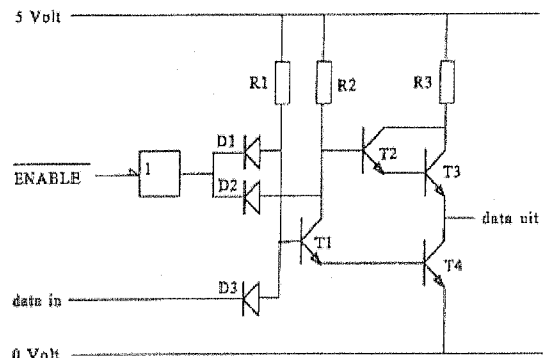 5 Volt
R1
R2
R3
D1
T2
ENABLE
1
T3
D2
data uit
T1
T4
data in
D3
0 Volt